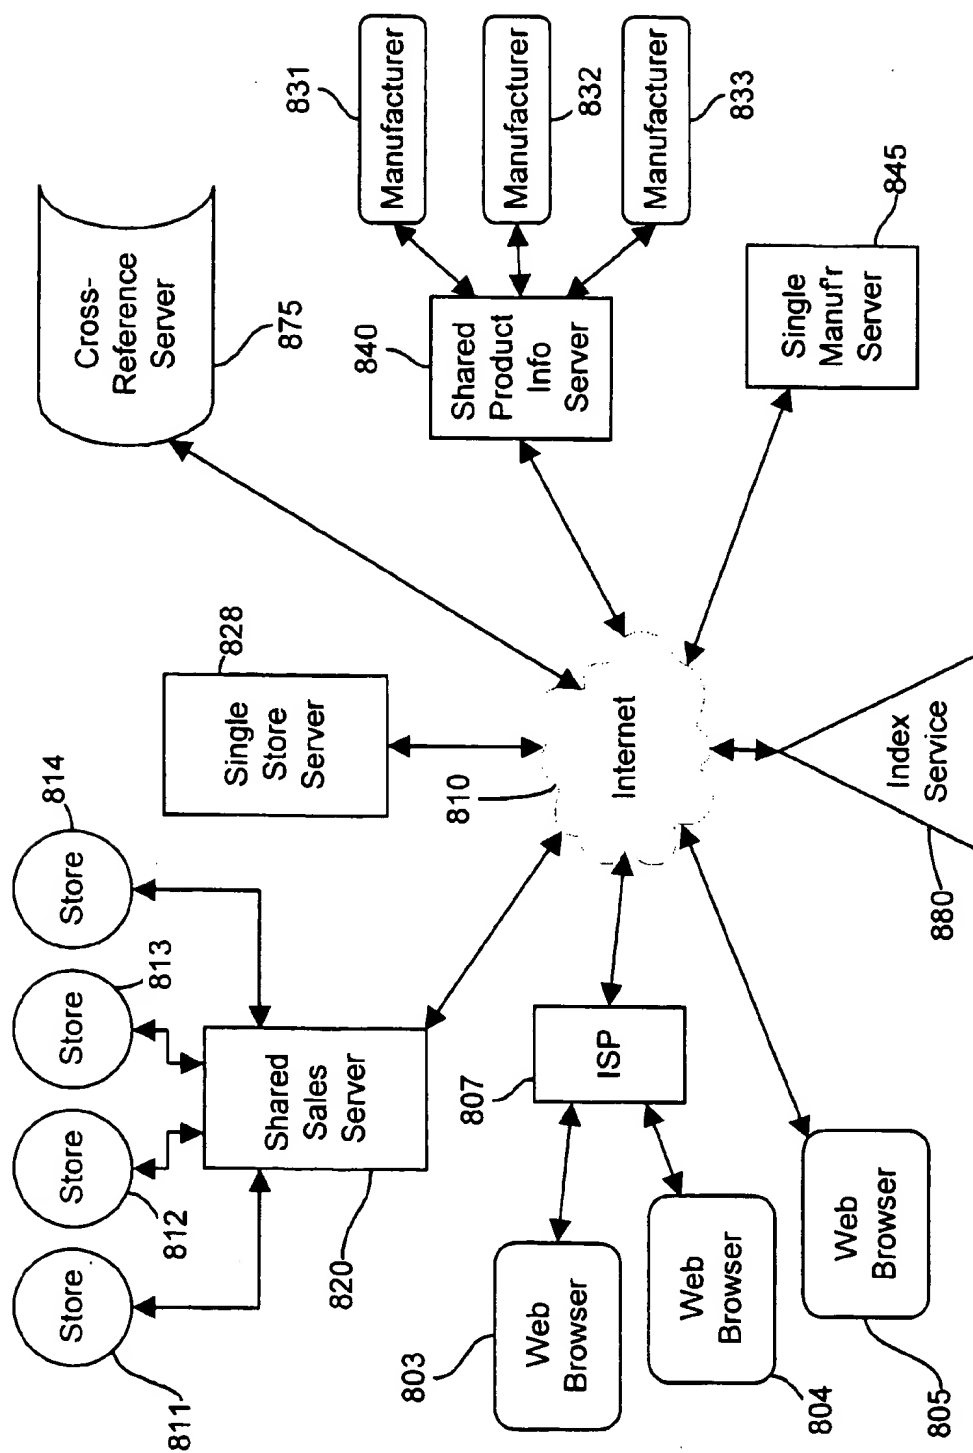 811
Store
812
Store
813
Store
814
Store
820
Shared
Sales
Server
828
Single
Store
Server
875
Cross-
Reference
Server
803
Web
Browser
804
Web
Browser
805
Web
Browser
807
ISP
810
Internet
840
Shared
Product
Info
Server
831
Manufacturer
832
Manufacturer
833
Manufacturer
845
Single
Manuf'r
Server
880
Index
Service